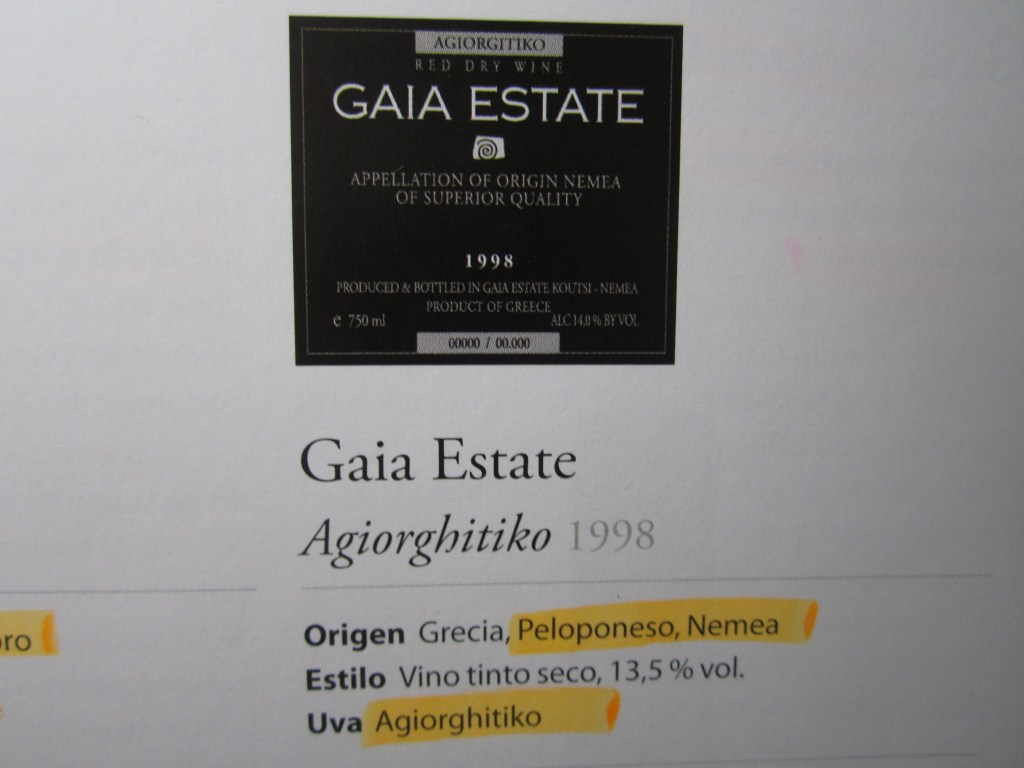 AGIORGITIKO
RED DRY WINE
GAIA ESTATE
APPELLATION OF ORIGIN NEMEA
OF SUPERIOR QUALITY
1998
PRODUCED & BOTTLED IN GAIA ESTATE KOUTSI - NEMEA
PRODUCT OF GREECE
e 750 ml ALC 14,0 % BY VOL
00000 / 00.000
Gaia Estate
Agiorghitiko 1998
Origen Grecia, Peloponeso, Nemea
Estilo Vino tinto seco, 13,5 % vol.
Uva Agiorghitiko